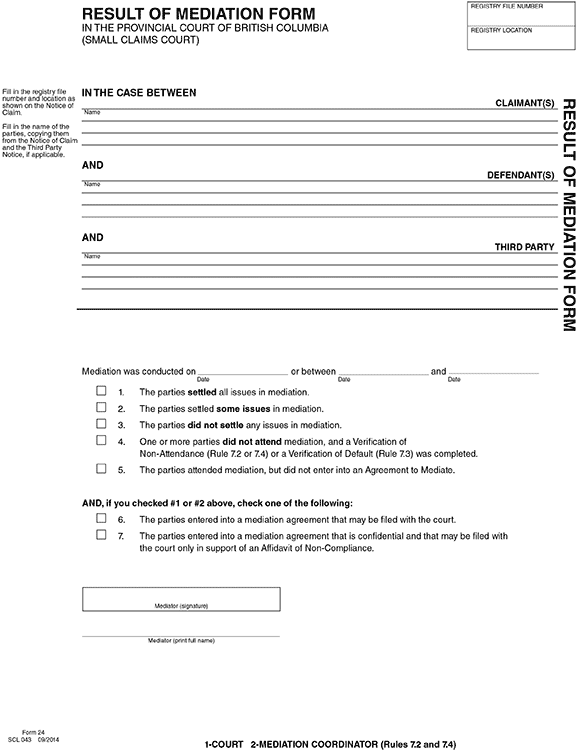 RESULT OF MEDIATION FORM
IN THE PROVINCIAL COURT OF BRITISH COLUMBIA
(SMALL CLAIMS COURT)
REGISTRY FILE NUMBER
REGISTRY LOCATION
Fill in the registry file
number and location as
shown on the Notice of
Claim.
Fill in the name of the
parties, copying them
from the Notice of Claim
and the Third Party
Notice, if applicable.
IN THE CASE BETWEEN
CLAIMANT(S)
Name
AND
DEFENDANT(S)
Name
AND
THIRD PARTY
Name
RESULT OF MEDIATION FORM
Mediation was conducted on or between and
Date Date Date
1. The parties settled all issues in mediation.
2. The parties settled some issues in mediation.
3. The parties did not settle any issues in mediation.
4. One or more parties did not attend mediation, and a Verification of
Non-Attendance (Rule 7.2 or 7.4) or a Verification of Default (Rule 7.3) was completed.
5. The parties attended mediation, but did not enter into an Agreement to Mediate.
AND, if you checked #1 or #2 above, check one of the following:
6. The parties entered into a mediation agreement that may be filed with the court.
7. The parties entered into a mediation agreement that is confidential and that may be filed with
the court only in support of an Affidavit of Non-Compliance.
Mediator (signature)
Mediator (print full name)
Form 24
SCL 043 09/2014
1-COURT 2-MEDIATION COORDINATOR (Rules 7.2 and 7.4)